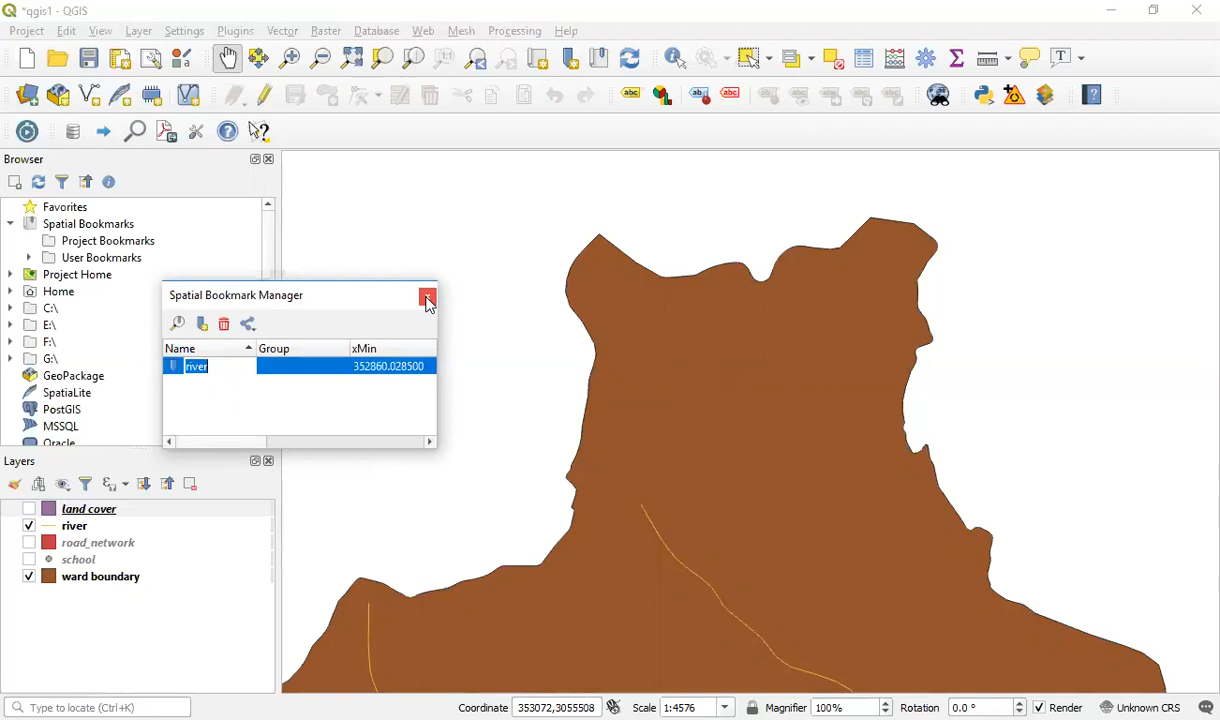 *qgis1 - QGIS
Project Edit View Layer Settings Plugins Vector Raster Database Web Mesh Processing Help
Browser
Favorites
Spatial Bookmarks
Project Bookmarks
User Bookmarks
Project Home
Home
C:\
E:\
F:\
G:\
GeoPackage
SpatiaLite
PostGIS
MSSQL
Oracle
Spatial Bookmark Manager
Name Group xMin
river 352860.028500
Layers
land cover
river
road_network
school
ward boundary
Type to locate (Ctrl+K) Coordinate 353072,3055508 Scale 1:4576 Magnifier 100% Rotation 0.0 ° Render Unknown CRS